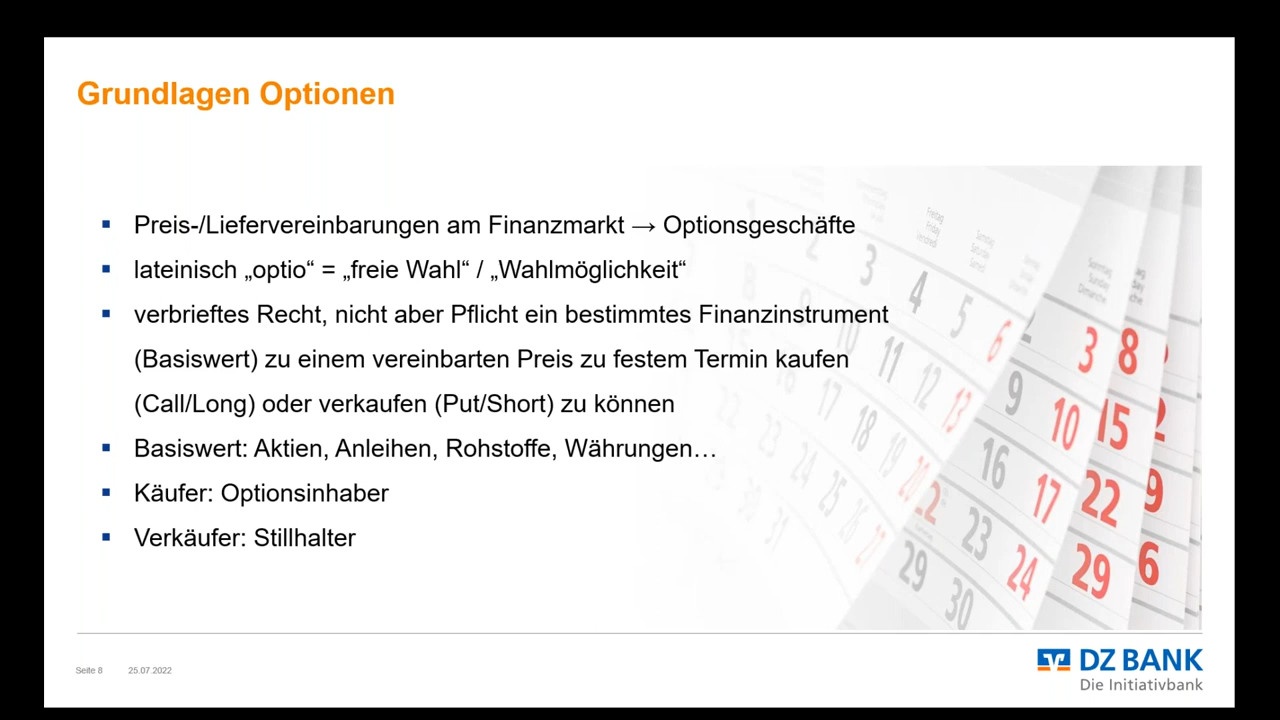 Grundlagen Optionen
Preis-/Liefervereinbarungen am Finanzmarkt → Optionsgeschäfte
lateinisch „optio“ = „freie Wahl“ / „Wahlmöglichkeit“
verbrieftes Recht, nicht aber Pflicht ein bestimmtes Finanzinstrument
(Basiswert) zu einem vereinbarten Preis zu festem Termin kaufen
(Call/Long) oder verkaufen (Put/Short) zu können
Basiswert: Aktien, Anleihen, Rohstoffe, Währungen…
Käufer: Optionsinhaber
Verkäufer: Stillhalter
Seite 8 25.07.2022
DZ BANK
Die Initiativbank